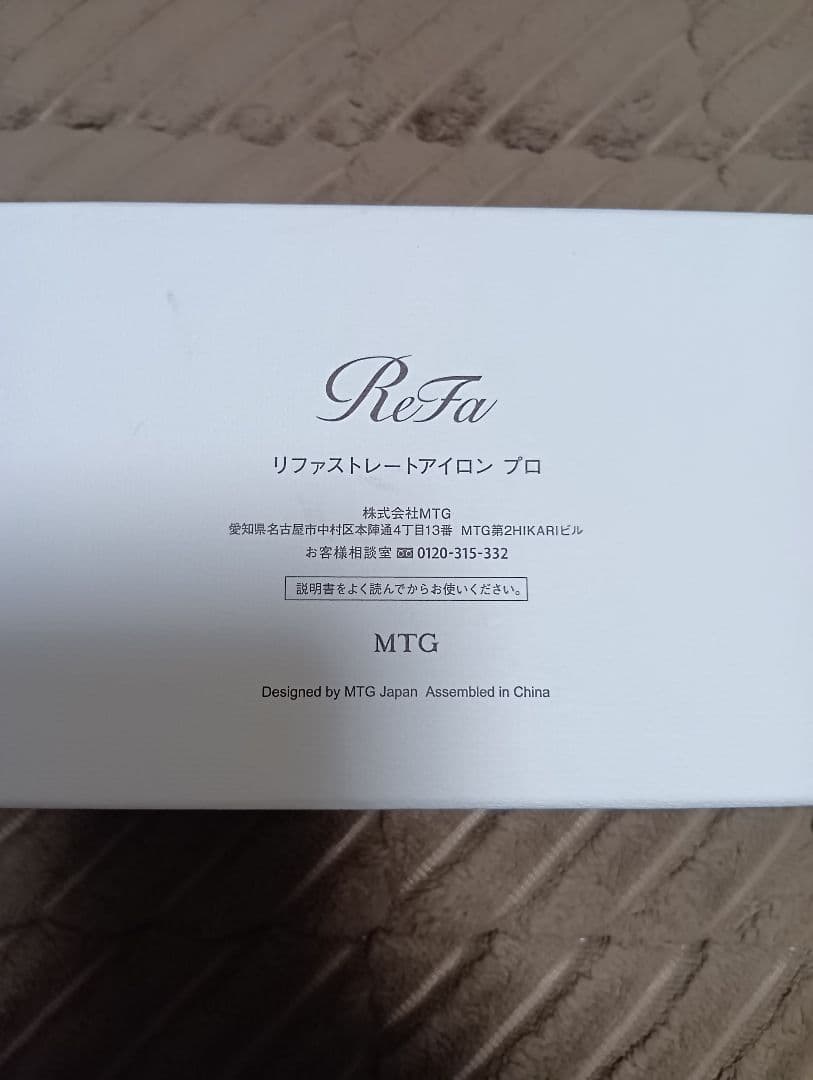 ReFa
リファストレートアイロン プロ
株式会社MTG
愛知県名古屋市中村区本陣通4丁目13番 MTG第2HIKARIビル
お客様相談室 0120-315-332
説明書をよく読んでからお使いください。
MTG
Designed by MTG Japan Assembled in China